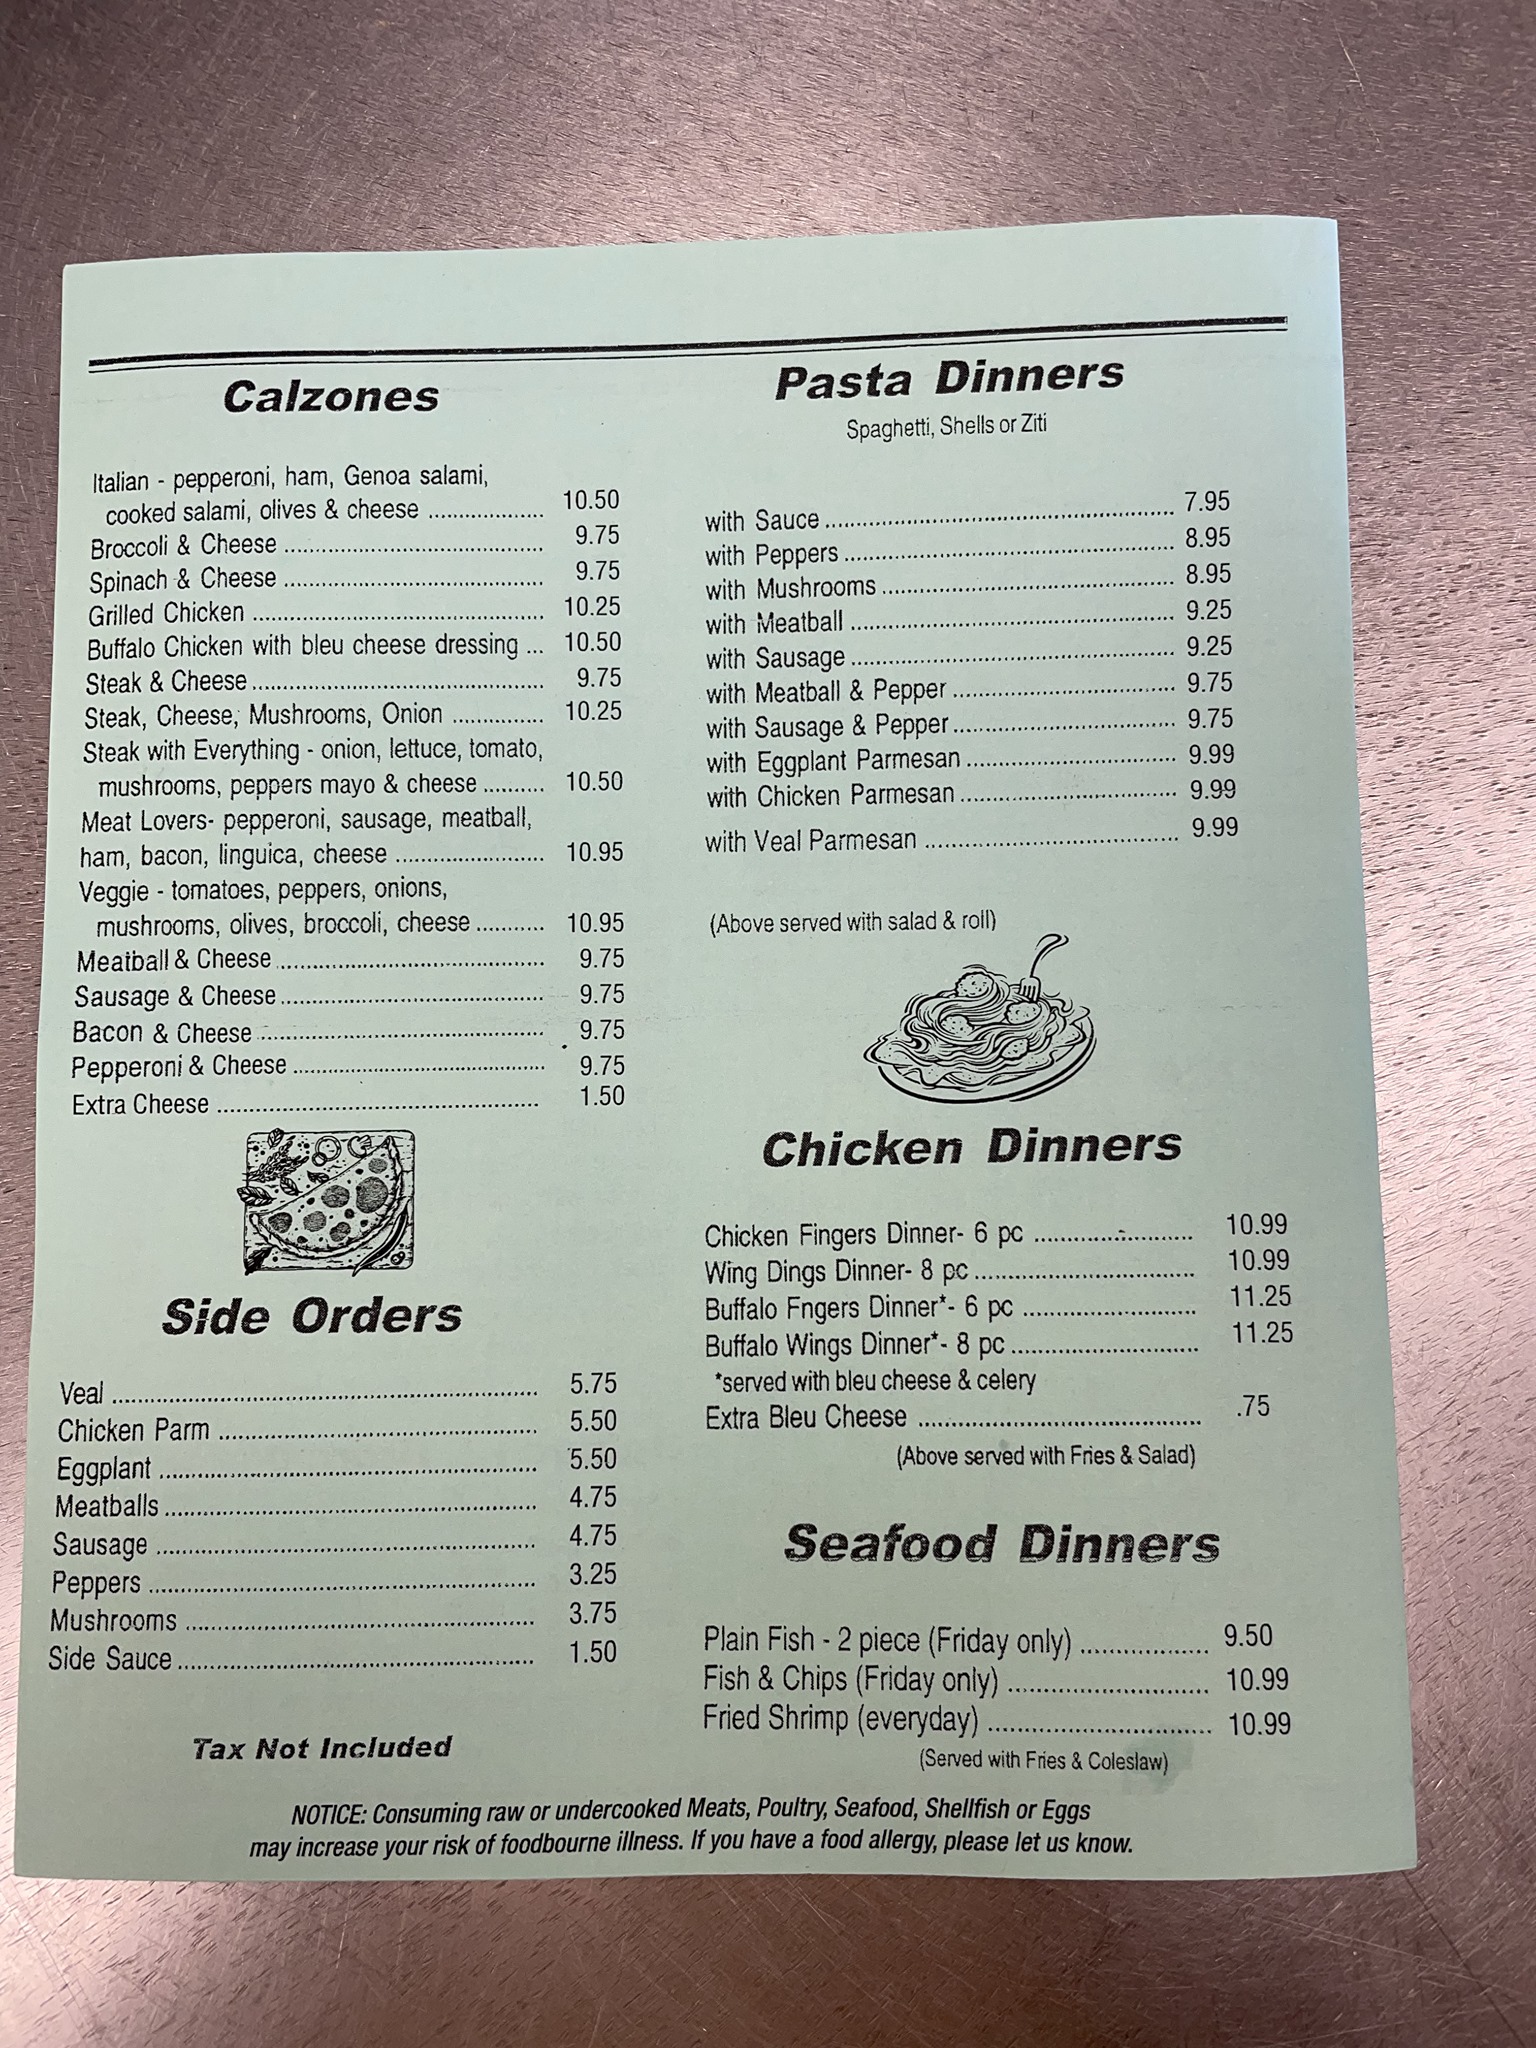 Calzones
Italian - pepperoni, ham, Genoa salami,
cooked salami, olives & cheese .................. 10.50
Broccoli & Cheese ........................................ 9.75
Spinach & Cheese ........................................ 9.75
Grilled Chicken ............................................. 10.25
Buffalo Chicken with bleu cheese dressing ... 10.50
Steak & Cheese ............................................. 9.75
Steak, Cheese, Mushrooms, Onion .............. 10.25
Steak with Everything - onion, lettuce, tomato,
mushrooms, peppers mayo & cheese .......... 10.50
Meat Lovers- pepperoni, sausage, meatball,
ham, bacon, linguica, cheese ....................... 10.95
Veggie - tomatoes, peppers, onions,
mushrooms, olives, broccoli, cheese ........... 10.95
Meatball & Cheese ......................................... 9.75
Sausage & Cheese ......................................... 9.75
Bacon & Cheese ............................................ 9.75
Pepperoni & Cheese ....................................... 9.75
Extra Cheese .................................................. 1.50
Side Orders
Veal .................................................................. 5.75
Chicken Parm ................................................. 5.50
Eggplant .......................................................... 5.50
Meatballs ......................................................... 4.75
Sausage .......................................................... 4.75
Peppers ........................................................... 3.25
Mushrooms ..................................................... 3.75
Side Sauce ...................................................... 1.50
Tax Not Included
Pasta Dinners
Spaghetti, Shells or Ziti
with Sauce ...................................................... 7.95
with Peppers ................................................... 8.95
with Mushrooms ............................................. 8.95
with Meatball .................................................. 9.25
with Sausage .................................................. 9.25
with Meatball & Pepper .................................. 9.75
with Sausage & Pepper .................................. 9.75
with Eggplant Parmesan ................................ 9.99
with Chicken Parmesan ................................. 9.99
with Veal Parmesan ....................................... 9.99
(Above served with salad & roll)
Chicken Dinners
Chicken Fingers Dinner- 6 pc ........................ 10.99
Wing Dings Dinner- 8 pc ................................. 10.99
Buffalo Fngers Dinner*- 6 pc .......................... 11.25
Buffalo Wings Dinner*- 8 pc ............................ 11.25
*served with bleu cheese & celery
Extra Bleu Cheese .......................................... .75
(Above served with Fries & Salad)
Seafood Dinners
Plain Fish - 2 piece (Friday only) .................. 9.50
Fish & Chips (Friday only) ............................ 10.99
Fried Shrimp (everyday) ............................... 10.99
(Served with Fries & Coleslaw)
NOTICE: Consuming raw or undercooked Meats, Poultry, Seafood, Shellfish or Eggs
may increase your risk of foodbourne illness. If you have a food allergy, please let us know.